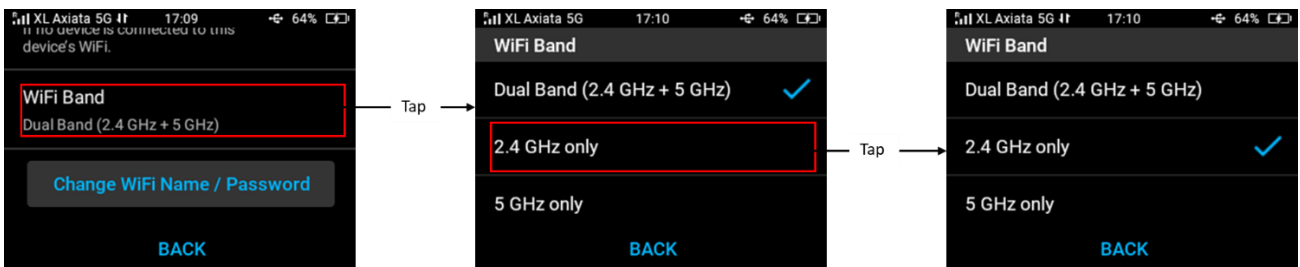 R XL Axiata 5G 17:09 64%
If no device is connected to this
device's WiFi.
WiFi Band
Dual Band (2.4 GHz + 5 GHz)
Change WiFi Name / Password
BACK
Tap
R XL Axiata 5G 17:10 64%
WiFi Band
Dual Band (2.4 GHz + 5 GHz)
2.4 GHz only
5 GHz only
BACK
Tap
R XL Axiata 5G 17:10 64%
WiFi Band
Dual Band (2.4 GHz + 5 GHz)
2.4 GHz only
5 GHz only
BACK